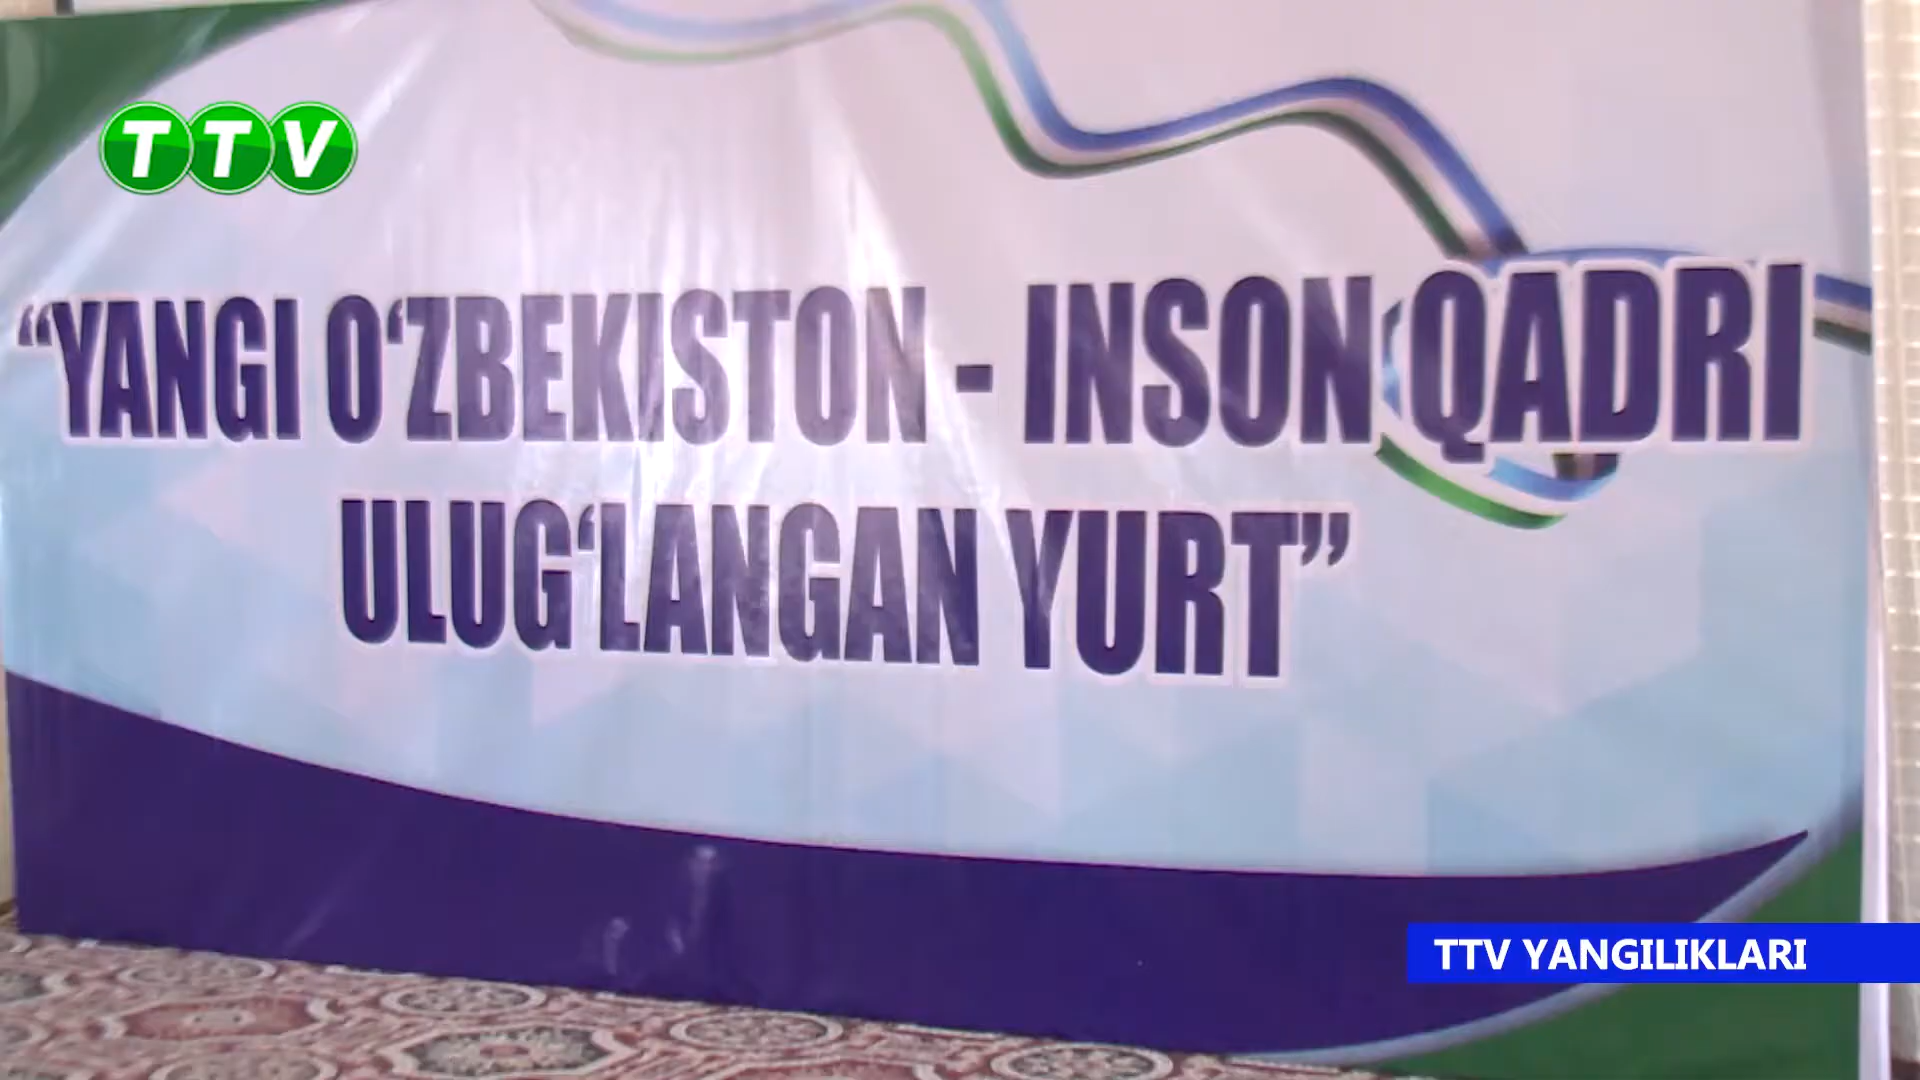 TTV
“YANGI O‘ZBEKISTON - INSON QADRI
ULUG‘LANGAN YURT”
TTV YANGILIKLARI